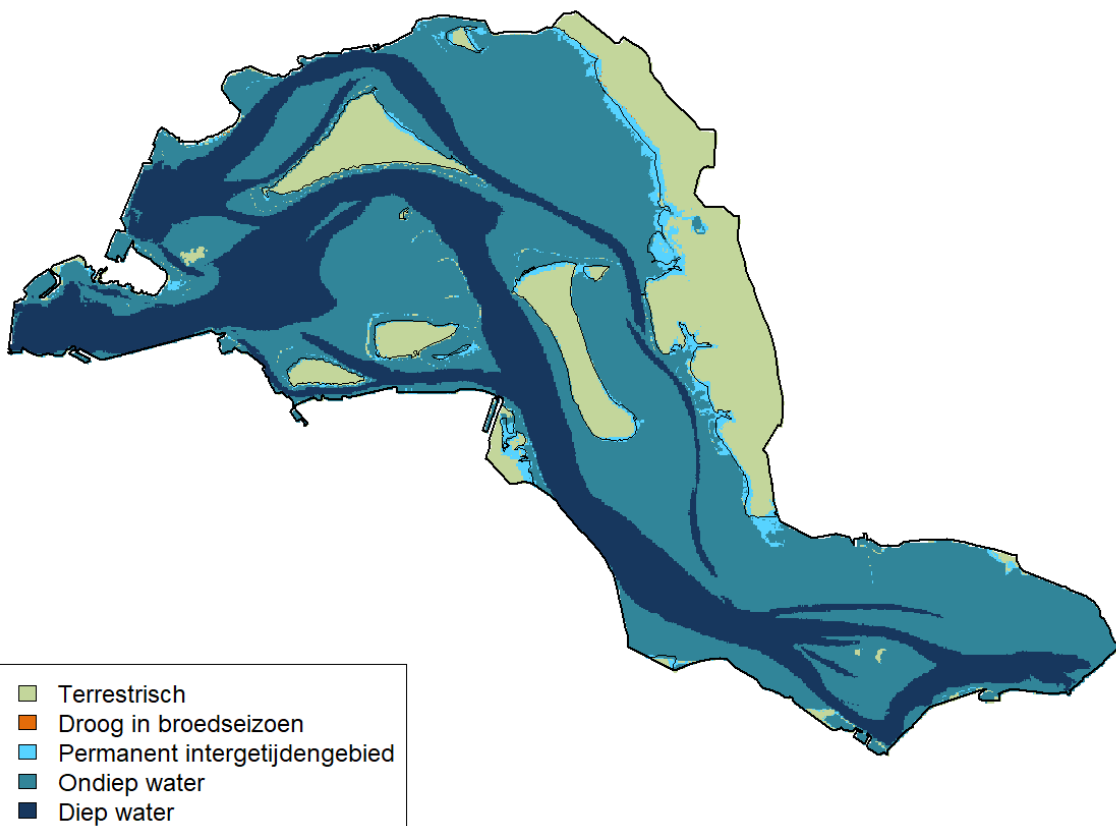 Terrestrisch
Droog in broedseizoen
Permanent intergetijdengebied
Ondiep water
Diep water